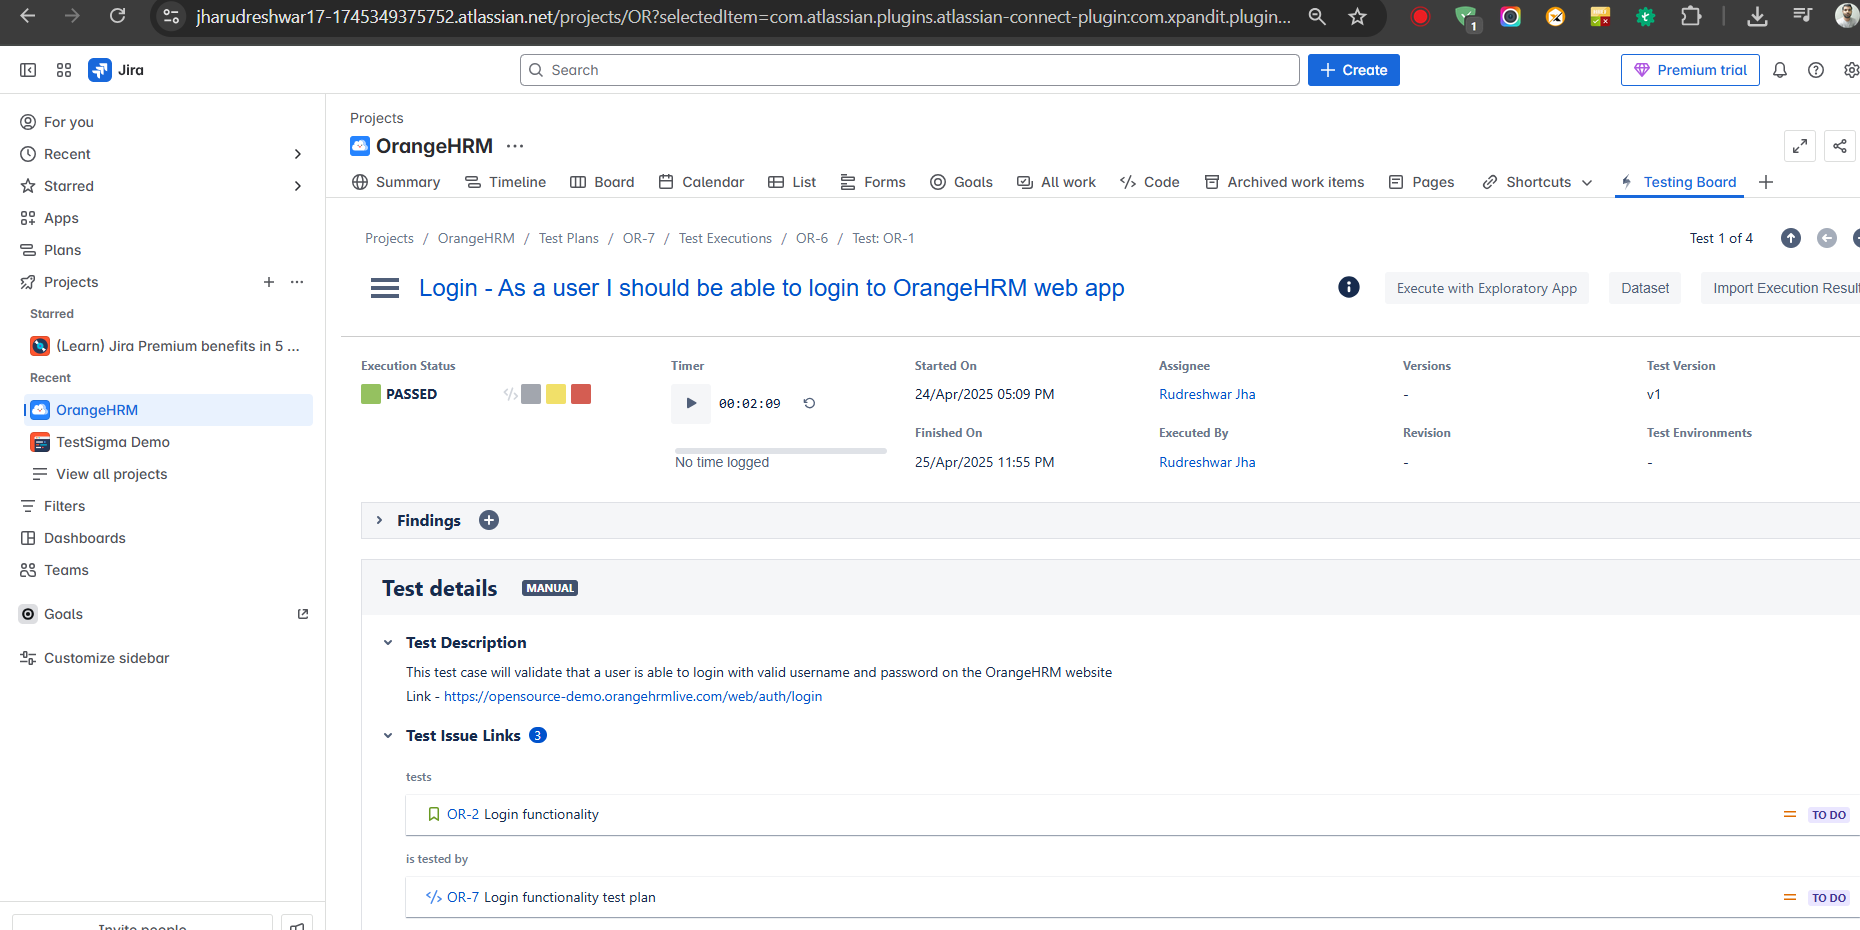 jharudreshwar17-1745349375752.atlassian.net/projects/OR?selectedItem=com.atlassian.plugins.atlassian-connect-plugin:com.xpandit.plugin...
1
Jira
Search
+ Create
Premium trial
For you
Recent
Starred
Apps
Plans
Projects
Starred
(Learn) Jira Premium benefits in 5 ...
Recent
OrangeHRM
TestSigma Demo
View all projects
Filters
Dashboards
Teams
Goals
Customize sidebar
Invite people
Projects
OrangeHRM ...
Summary Timeline Board Calendar List Forms Goals All work Code Archived work items Pages Shortcuts Testing Board
Projects / OrangeHRM / Test Plans / OR-7 / Test Executions / OR-6 / Test: OR-1
Test 1 of 4
Login - As a user I should be able to login to OrangeHRM web app
Execute with Exploratory App Dataset Import Execution Result
Execution Status
PASSED
Timer
00:02:09
No time logged
Started On
24/Apr/2025 05:09 PM
Finished On
25/Apr/2025 11:55 PM
Assignee
Rudreshwar Jha
Executed By
Rudreshwar Jha
Versions
-
Revision
-
Test Version
v1
Test Environments
-
Findings
Test details MANUAL
Test Description
This test case will validate that a user is able to login with valid username and password on the OrangeHRM website
Link - https://opensource-demo.orangehrmlive.com/web/auth/login
Test Issue Links 3
tests
OR-2 Login functionality TO DO
is tested by
OR-7 Login functionality test plan TO DO